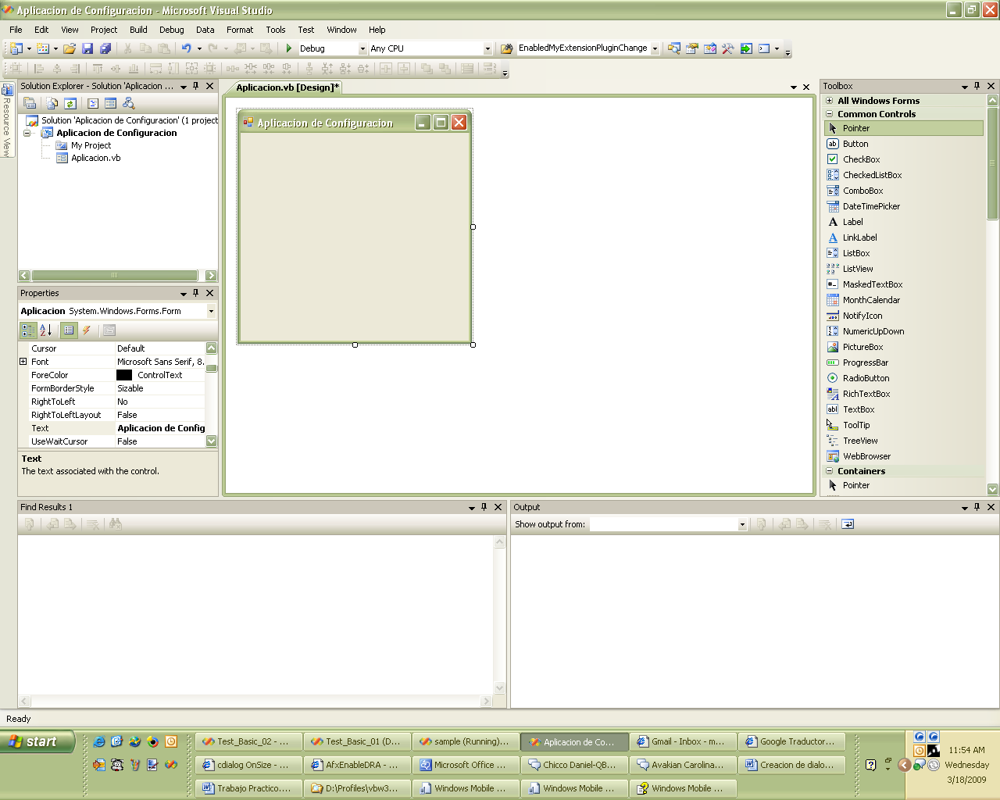 Aplicacion de Configuracion - Microsoft Visual Studio
File Edit View Project Build Debug Data Format Tools Test Window Help
Debug Any CPU EnabledMyExtensionPluginChange
Resource View
Solution Explorer - Solution 'Aplicacion ...
Solution 'Aplicacion de Configuracion' (1 project
Aplicacion de Configuracion
My Project
Aplicacion.vb
Properties
Aplicacion System.Windows.Forms.Form
Cursor Default
Font Microsoft Sans Serif, 8.
ForeColor ControlText
FormBorderStyle Sizable
RightToLeft No
RightToLeftLayout False
Text Aplicacion de Config
UseWaitCursor False
Text
The text associated with the control.
Aplicacion.vb [Design]*
Aplicacion de Configuracion
Toolbox
All Windows Forms
Common Controls
Pointer
Button
CheckBox
CheckedListBox
ComboBox
DateTimePicker
Label
LinkLabel
ListBox
ListView
MaskedTextBox
MonthCalendar
NotifyIcon
NumericUpDown
PictureBox
ProgressBar
RadioButton
RichTextBox
TextBox
ToolTip
TreeView
WebBrowser
Containers
Pointer
Find Results 1
Output
Show output from:
Ready
start
Test_Basic_02 - ... Test_Basic_01 (D... sample (Running)... Aplicacion de Co... Gmail - Inbox - m... Google Traductor...
cdialog OnSize - ... AfxEnableDRA - ... Microsoft Office ... Chicco Daniel-QB... Avakian Carolina... Creacion de dialo...
Trabajo Practico.... D:\Profiles\vbw3... Windows Mobile ... Windows Mobile ... Windows Mobile ...
11:54 AM
Wednesday
3/18/2009